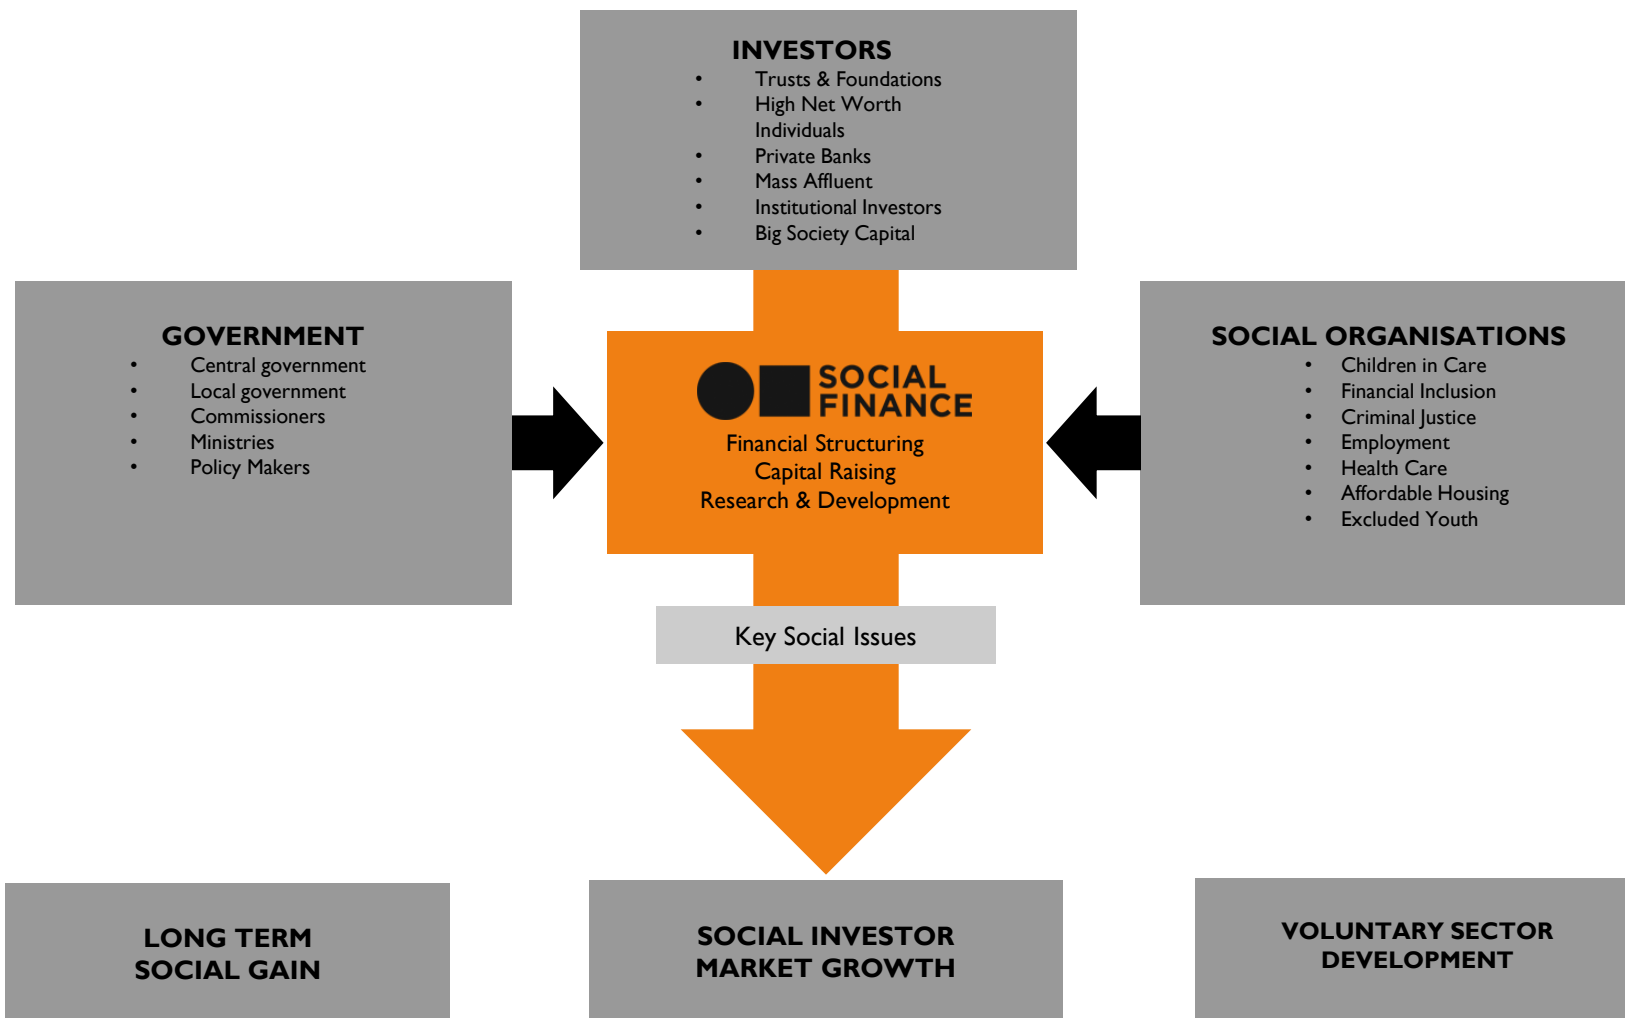 INVESTORS
• Trusts & Foundations
• High Net Worth
Individuals
• Private Banks
• Mass Affluent
• Institutional Investors
• Big Society Capital
GOVERNMENT
• Central government
• Local government
• Commissioners
• Ministries
• Policy Makers
SOCIAL
FINANCE
Financial Structuring
Capital Raising
Research & Development
SOCIAL ORGANISATIONS
• Children in Care
• Financial Inclusion
• Criminal Justice
• Employment
• Health Care
• Affordable Housing
• Excluded Youth
Key Social Issues
LONG TERM
SOCIAL GAIN
SOCIAL INVESTOR
MARKET GROWTH
VOLUNTARY SECTOR
DEVELOPMENT